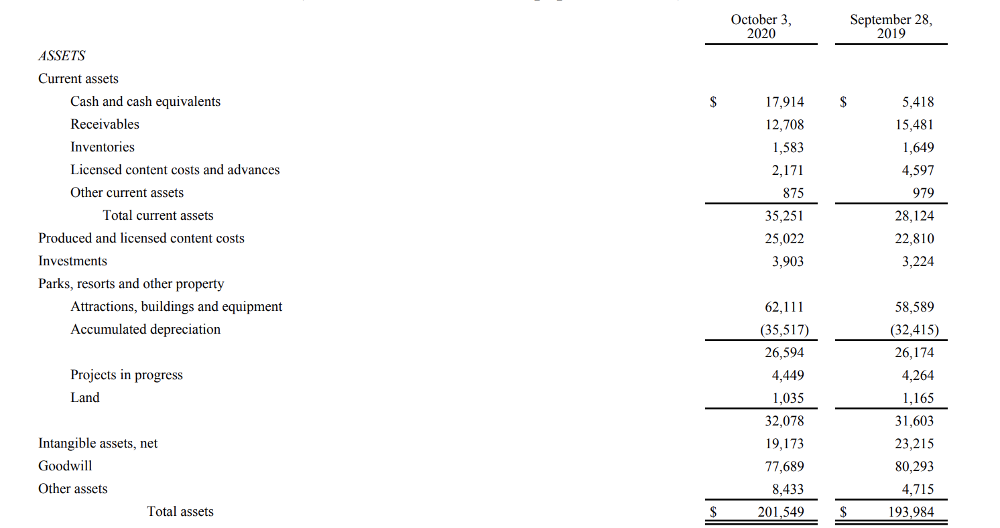 October 3, September 28,
2020 2019
ASSETS
Current assets
Cash and cash equivalents $ 17,914 $ 5,418
Receivables 12,708 15,481
Inventories 1,583 1,649
Licensed content costs and advances 2,171 4,597
Other current assets 875 979
Total current assets 35,251 28,124
Produced and licensed content costs 25,022 22,810
Investments 3,903 3,224
Parks, resorts and other property
Attractions, buildings and equipment 62,111 58,589
Accumulated depreciation (35,517) (32,415)
26,594 26,174
Projects in progress 4,449 4,264
Land 1,035 1,165
32,078 31,603
Intangible assets, net 19,173 23,215
Goodwill 77,689 80,293
Other assets 8,433 4,715
Total assets $ 201,549 $ 193,984